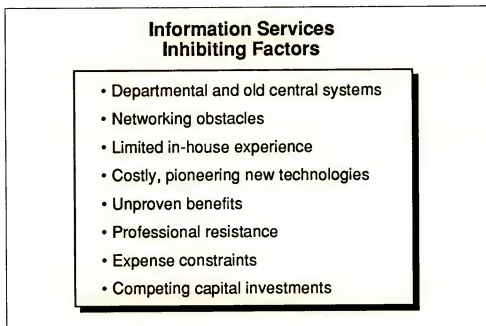 Information Services
Inhibiting Factors
• Departmental and old central systems
• Networking obstacles
• Limited in-house experience
• Costly, pioneering new technologies
• Unproven benefits
• Professional resistance
• Expense constraints
• Competing capital investments